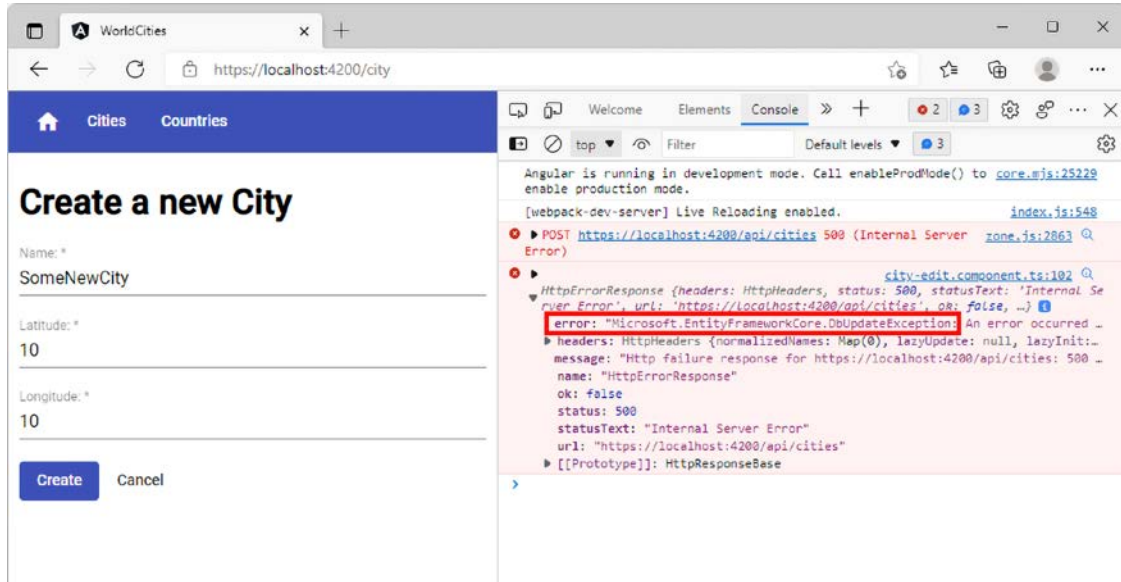 WorldCities
https://localhost:4200/city
Cities Countries
Create a new City
Name: *
SomeNewCity
Latitude: *
10
Longitude: *
10
Create Cancel
Welcome Elements Console 2 3
top Filter Default levels 3
Angular is running in development mode. Call enableProdMode() to core.mjs:25229
enable production mode.
[webpack-dev-server] Live Reloading enabled. index.js:548
POST https://localhost:4200/api/cities 500 (Internal Server zone.js:2863
Error)
city-edit.component.ts:102
HttpErrorResponse {headers: HttpHeaders, status: 500, statusText: 'Internal Se
rver Error', url: 'https://localhost:4200/api/cities', ok: false, …}
error: "Microsoft.EntityFrameworkCore.DbUpdateException: An error occurred …
headers: HttpHeaders {normalizedNames: Map(0), lazyUpdate: null, lazyInit:…
message: "Http failure response for https://localhost:4200/api/cities: 500 …
name: "HttpErrorResponse"
ok: false
status: 500
statusText: "Internal Server Error"
url: "https://localhost:4200/api/cities"
[[Prototype]]: HttpResponseBase